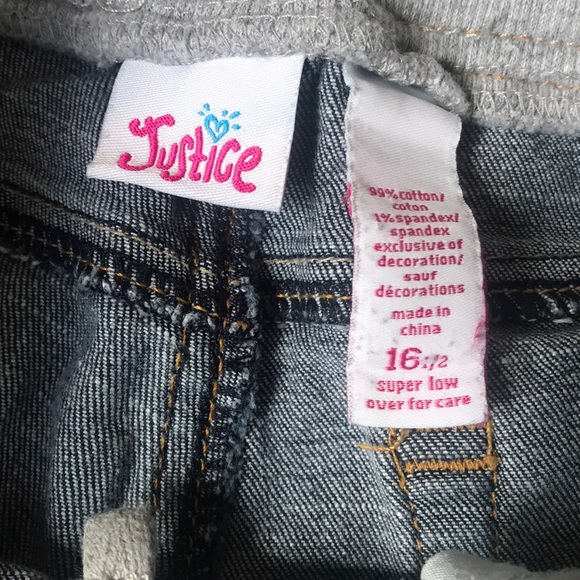 Justice
99% cotton/
coton
1% spandex/
spandex
exclusive of
decoration/
sauf
décorations
made in
china
16 1/2
super low
over for care